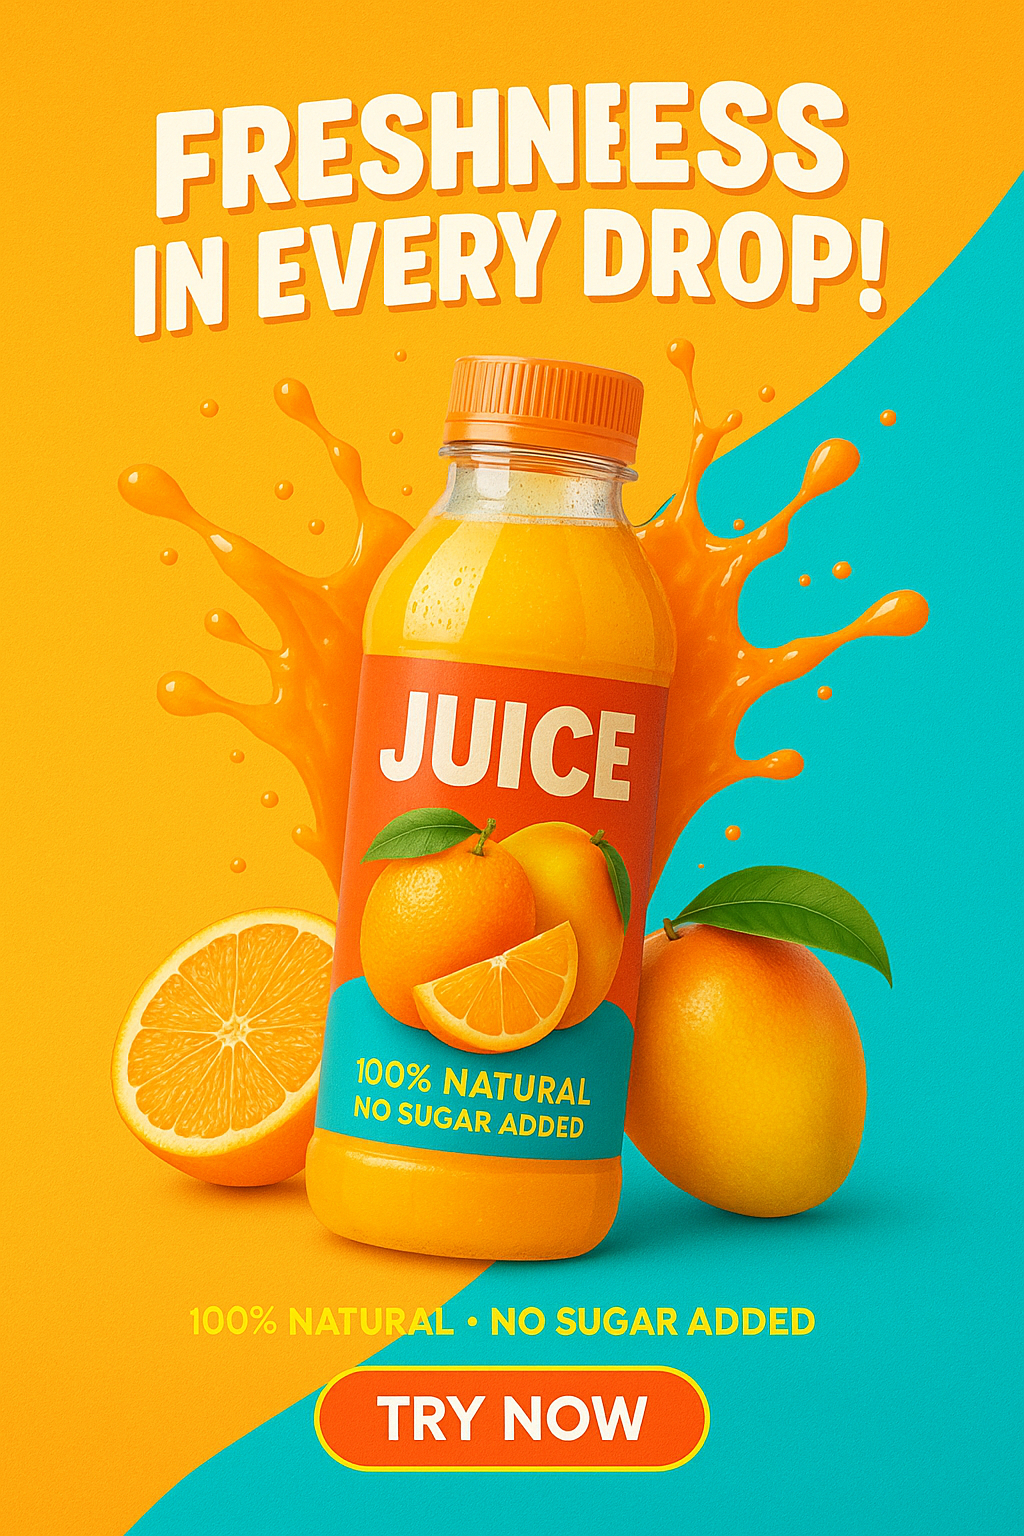 FRESHNEESS
IN EVERY DROP!
JUICE
100% NATURAL
NO SUGAR ADDED
100% NATURAL • NO SUGAR ADDED
TRY NOW